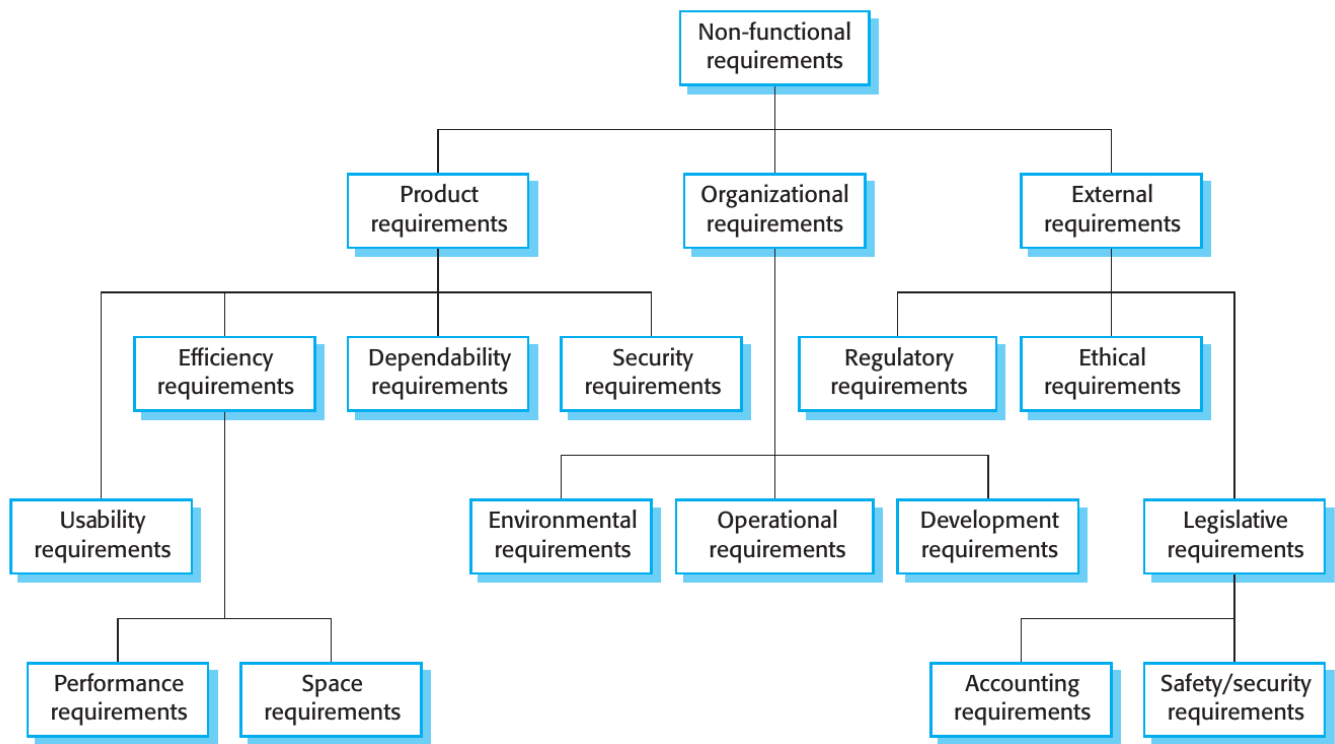 Non-functional
requirements
Product
requirements
Organizational
requirements
External
requirements
Efficiency
requirements
Dependability
requirements
Security
requirements
Regulatory
requirements
Ethical
requirements
Usability
requirements
Environmental
requirements
Operational
requirements
Development
requirements
Legislative
requirements
Performance
requirements
Space
requirements
Accounting
requirements
Safety/security
requirements